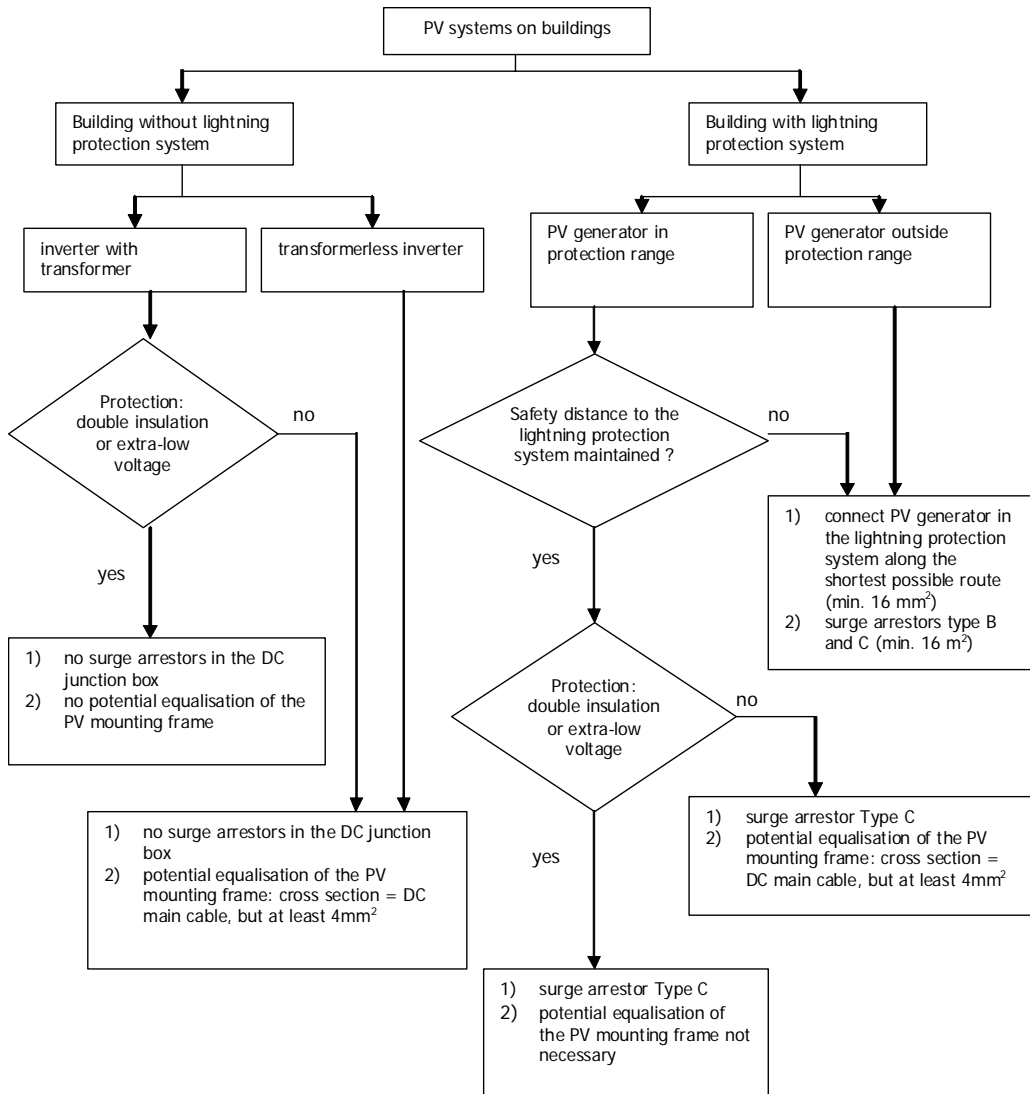 PV systems on buildings
Building without lightning
protection system
Building with lightning
protection system
inverter with
transformer
transformerless inverter
PV generator in
protection range
PV generator outside
protection range
Protection:
double insulation
or extra-low
voltage
no
yes
Safety distance to the
lightning protection
system maintained ?
no
yes
1) connect PV generator in
the lightning protection
system along the
shortest possible route
(min. 16 mm²)
2) surge arrestors type B
and C (min. 16 m²)
1) no surge arrestors in the DC
junction box
2) no potential equalisation of the
PV mounting frame
Protection:
double insulation
or extra-low
voltage
no
yes
1) no surge arrestors in the DC junction
box
2) potential equalisation of the PV
mounting frame: cross section = DC
main cable, but at least 4mm²
1) surge arrestor Type C
2) potential equalisation of the PV
mounting frame: cross section =
DC main cable, but at least 4mm²
1) surge arrestor Type C
2) potential equalisation of
the PV mounting frame not
necessary